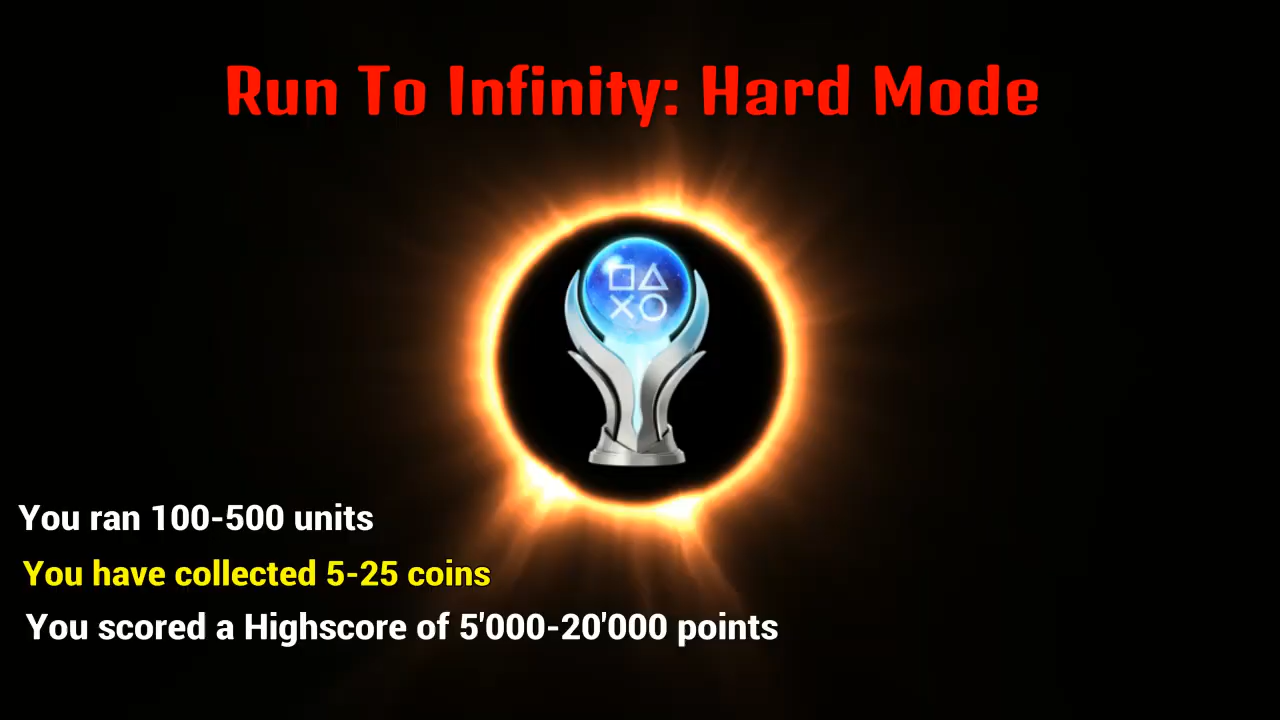 Run To Infinity: Hard Mode
You ran 100-500 units
You have collected 5-25 coins
You scored a Highscore of 5'000-20'000 points